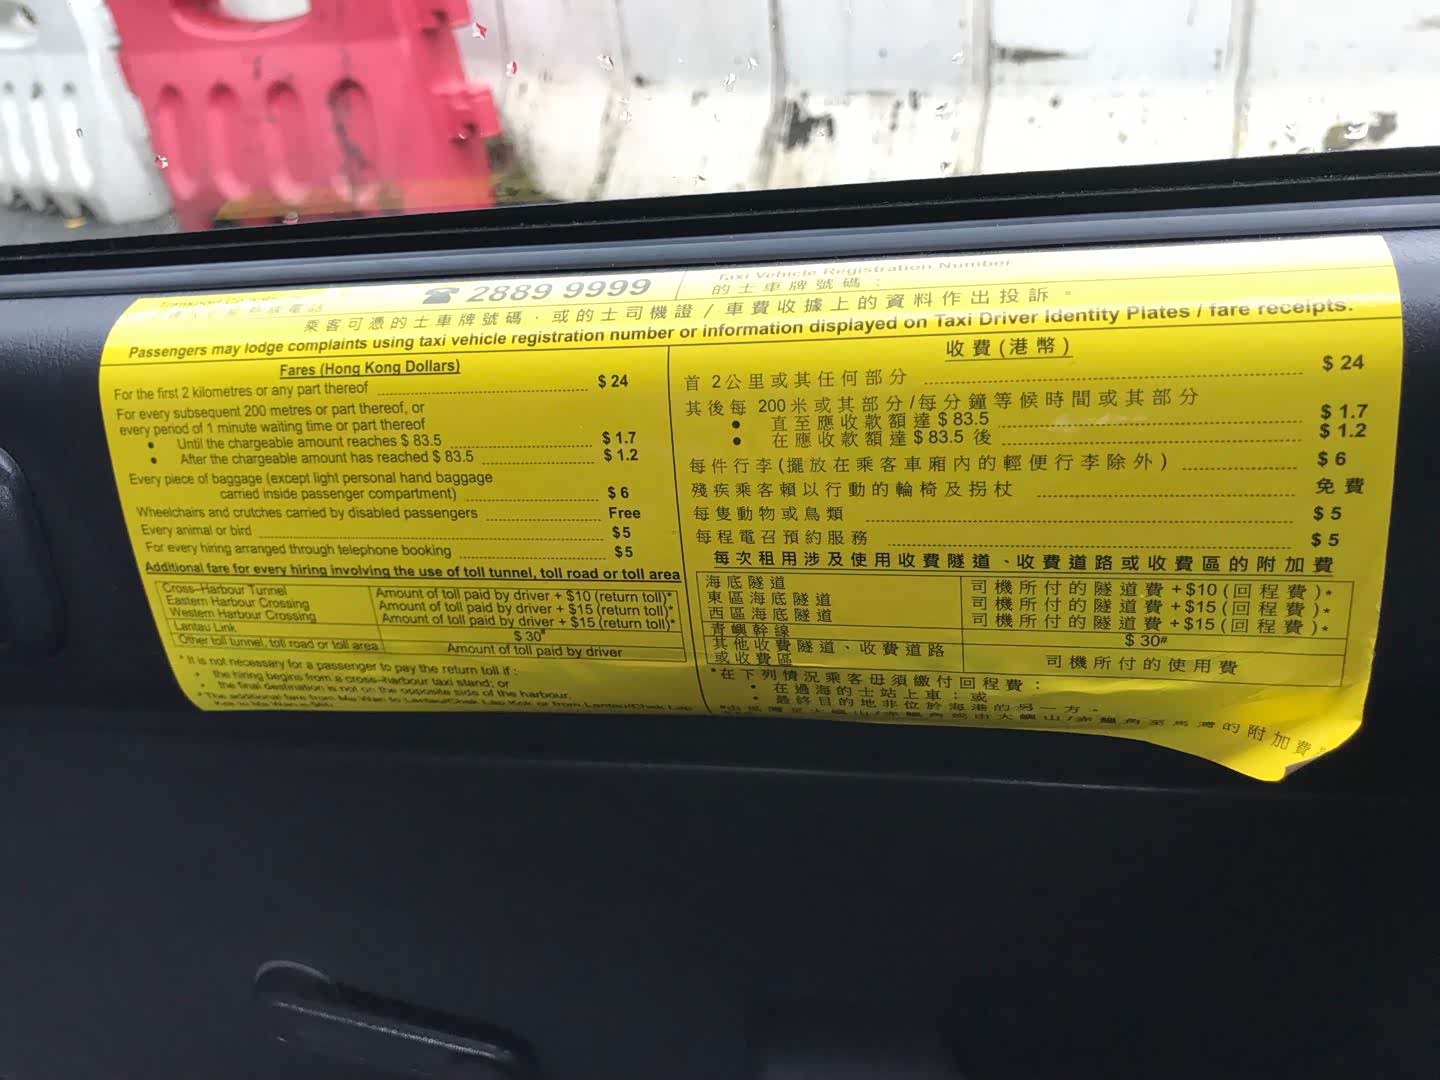 ☎ 2889 9999
Taxi Vehicle Registration Number
的士車牌號碼：
乘客可憑的士車牌號碼，或的士司機證 / 車費收據上的資料作出投訴。
Passengers may lodge complaints using taxi vehicle registration number or information displayed on Taxi Driver Identity Plates / fare receipts.
Fares (Hong Kong Dollars)
For the first 2 kilometres or any part thereof $ 24
For every subsequent 200 metres or part thereof, or
every period of 1 minute waiting time or part thereof
• Until the chargeable amount reaches $ 83.5 $ 1.7
• After the chargeable amount has reached $ 83.5 $ 1.2
Every piece of baggage (except light personal hand baggage
carried inside passenger compartment) $ 6
Wheelchairs and crutches carried by disabled passengers Free
Every animal or bird $5
For every hiring arranged through telephone booking $5
Additional fare for every hiring involving the use of toll tunnel, toll road or toll area
Cross-Harbour Tunnel Amount of toll paid by driver + $10 (return toll)*
Eastern Harbour Crossing Amount of toll paid by driver + $15 (return toll)*
Western Harbour Crossing Amount of toll paid by driver + $15 (return toll)*
Lantau Link $ 30#
Other toll tunnel, toll road or toll area Amount of toll paid by driver
* It is not necessary for a passenger to pay the return toll if :
• the hiring begins from a cross-harbour taxi stand; or
• the final destination is not on the opposite side of the harbour.
收費(港幣)
首 2公里或其任何部分 $ 24
其後每 200米或其部分/每分鐘等候時間或其部分
• 直至應收款額達 $ 83.5 $ 1.7
• 在應收款額達 $ 83.5 後 $ 1.2
每件行李(擺放在乘客車廂內的輕便行李除外) $ 6
殘疾乘客賴以行動的輪椅及拐杖 免費
每隻動物或鳥類 $ 5
每程電召預約服務 $ 5
每次租用涉及使用收費隧道、收費道路或收費區的附加費
海底隧道 司機所付的隧道費+$10(回程費)*
東區海底隧道 司機所付的隧道費+$15(回程費)*
西區海底隧道 司機所付的隧道費+$15(回程費)*
青嶼幹線 $ 30#
其他收費隧道、收費道路
或收費區 司機所付的使用費
*在下列情況乘客毋須繳付回程費：
• 在過海的士站上車；或
• 最終目的地非位於海港的另一方。